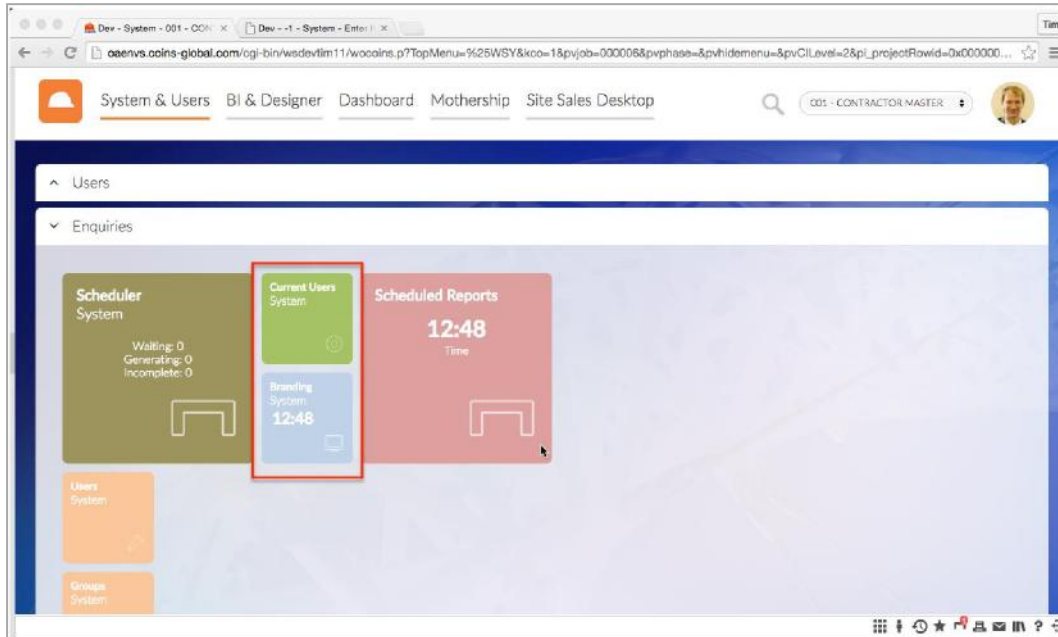 Dev - System - 001 - CON
Dev - -1 - System - Enter
Tim
oaenvs.coins-global.com/cgi-bin/wsdevtim11/wocoins.p?TopMenu=%25WSY&kco=1&pvjob=000006&pvphase=&pvhidemenu=&pvCILevel=2&pi_projectRowid=0x000000...
System & Users BI & Designer Dashboard Mothership Site Sales Desktop
001 - CONTRACTOR MASTER
Users
Enquiries
Scheduler
System
Waiting: 0
Generating: 0
Incomplete: 0
Current Users
System
Branding
System
12:48
Scheduled Reports
12:48
Time
Users
System
Groups
System